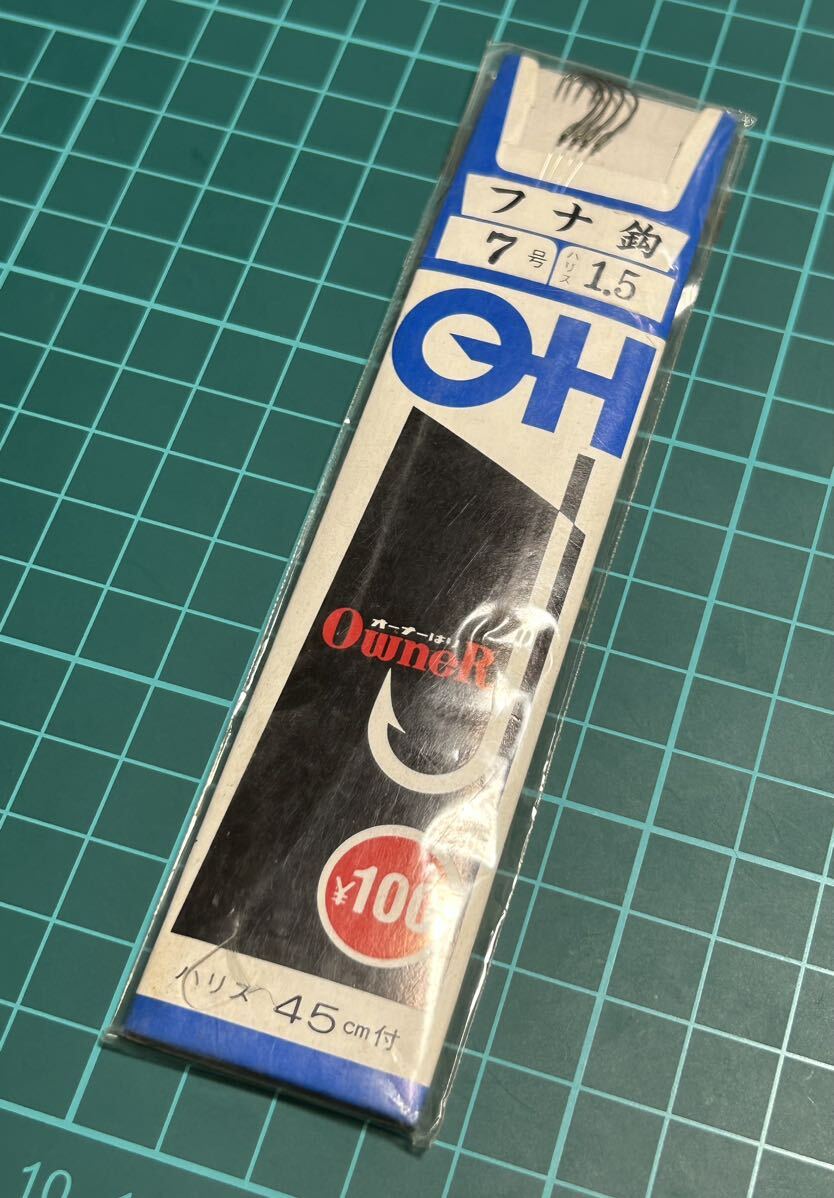 フナ鈎
7号 ハリス 1.5
OH
オーナーばり
OwneR
¥100
ハリス 45cm付
10